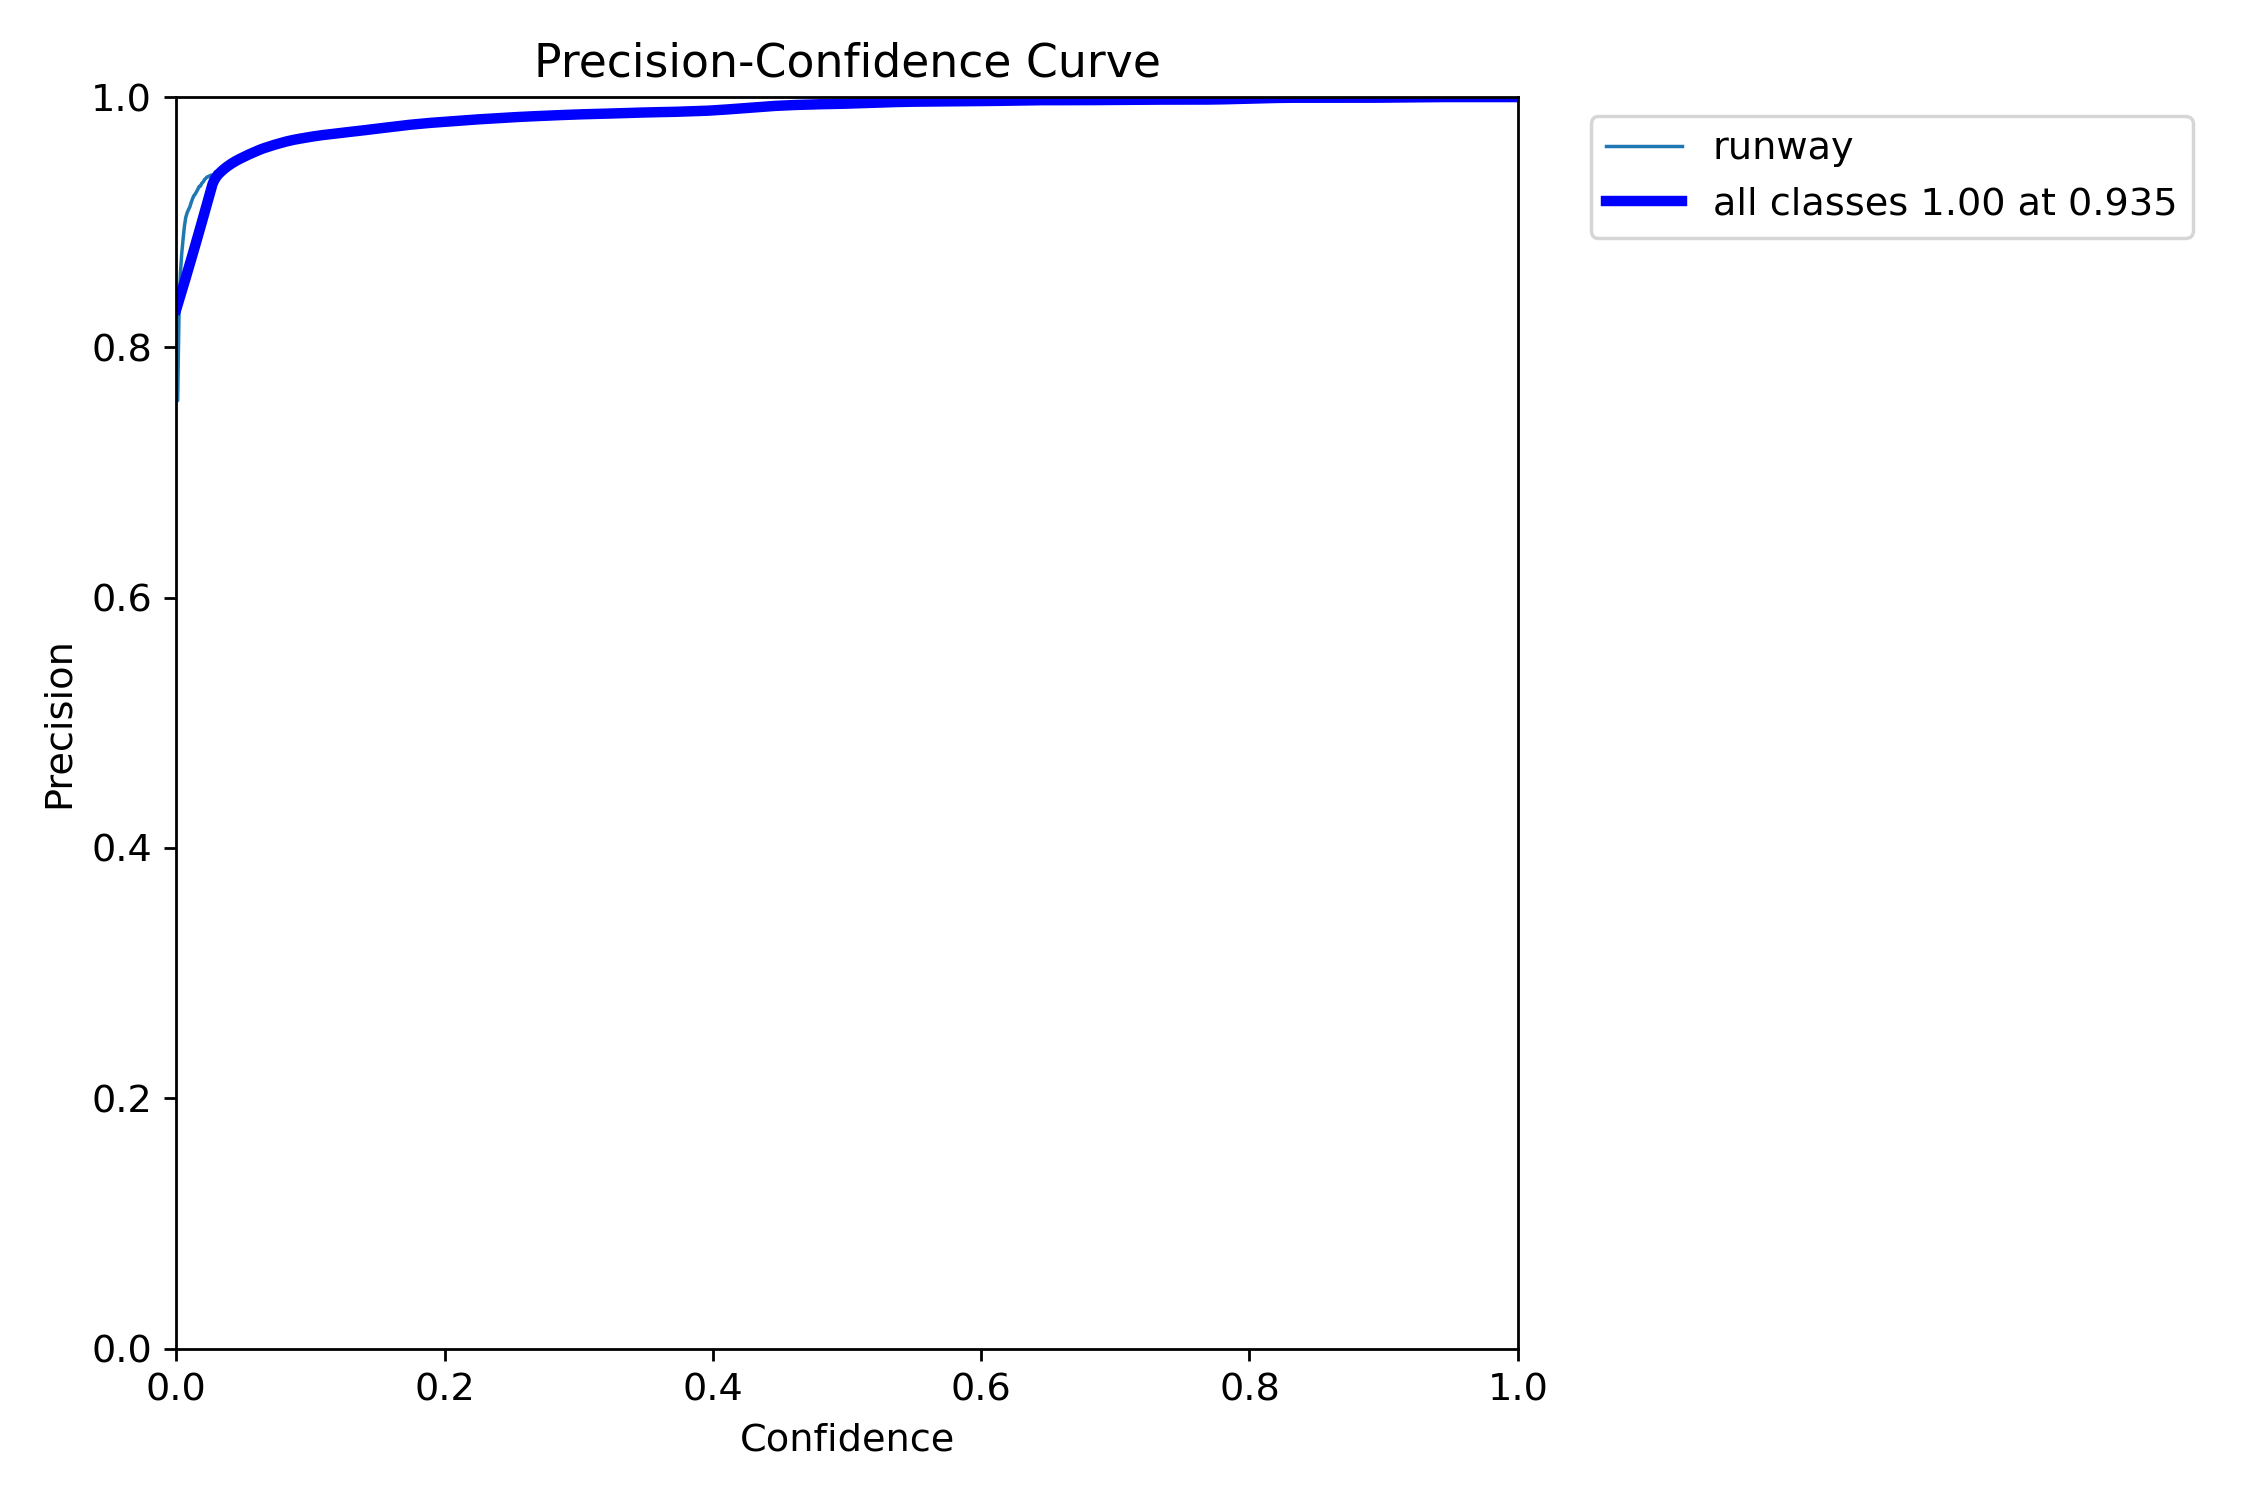 Precision-Confidence Curve
1.0
0.8
0.6
0.4
0.2
0.0
Precision
0.0 0.2 0.4 0.6 0.8 1.0
Confidence
runway
all classes 1.00 at 0.935